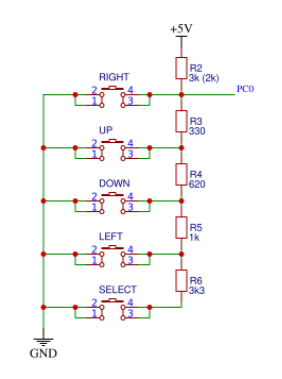 +5V
R2
3k (2k)
RIGHT
PC0
2 4
1 3
R3
330
UP
2 4
1 3
R4
620
DOWN
2 4
1 3
R5
1k
LEFT
2 4
1 3
R6
3k3
SELECT
2 4
1 3
GND